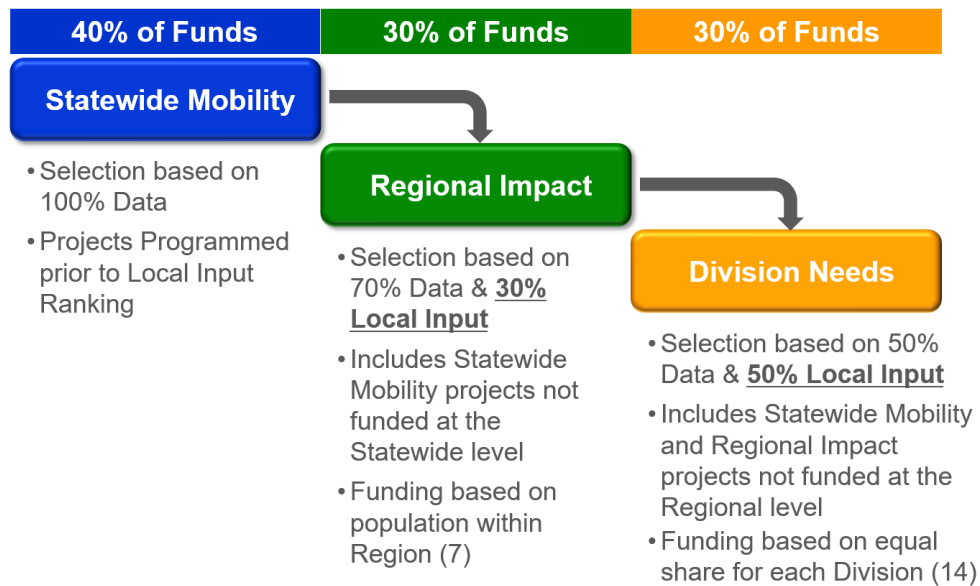 40% of Funds
30% of Funds
30% of Funds
Statewide Mobility
• Selection based on
100% Data
• Projects Programmed
prior to Local Input
Ranking
Regional Impact
• Selection based on
70% Data & 30%
Local Input
• Includes Statewide
Mobility projects not
funded at the
Statewide level
• Funding based on
population within
Region (7)
Division Needs
• Selection based on 50%
Data & 50% Local Input
• Includes Statewide Mobility
and Regional Impact
projects not funded at the
Regional level
• Funding based on equal
share for each Division (14)